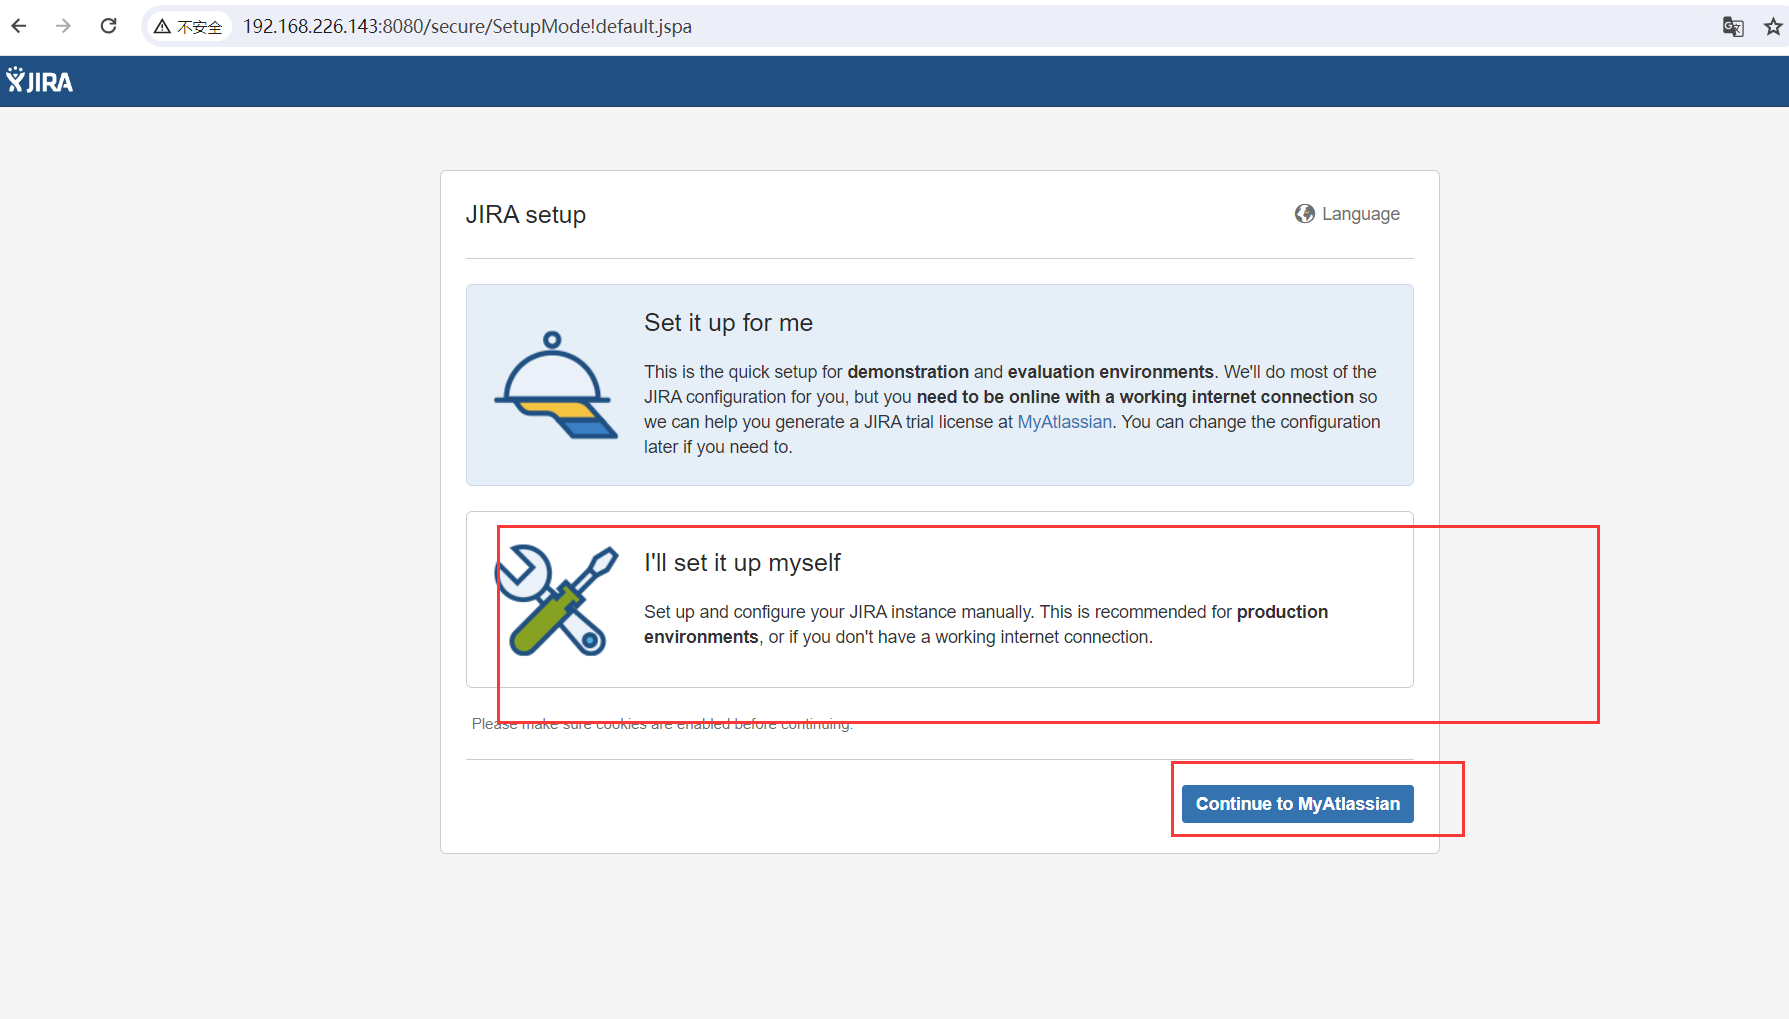 不安全 192.168.226.143:8080/secure/SetupMode!default.jspa
JIRA
JIRA setup
Language
Set it up for me
This is the quick setup for demonstration and evaluation environments. We'll do most of the
JIRA configuration for you, but you need to be online with a working internet connection so
we can help you generate a JIRA trial license at MyAtlassian. You can change the configuration
later if you need to.
I'll set it up myself
Set up and configure your JIRA instance manually. This is recommended for production
environments, or if you don't have a working internet connection.
Please make sure cookies are enabled before continuing.
Continue to MyAtlassian